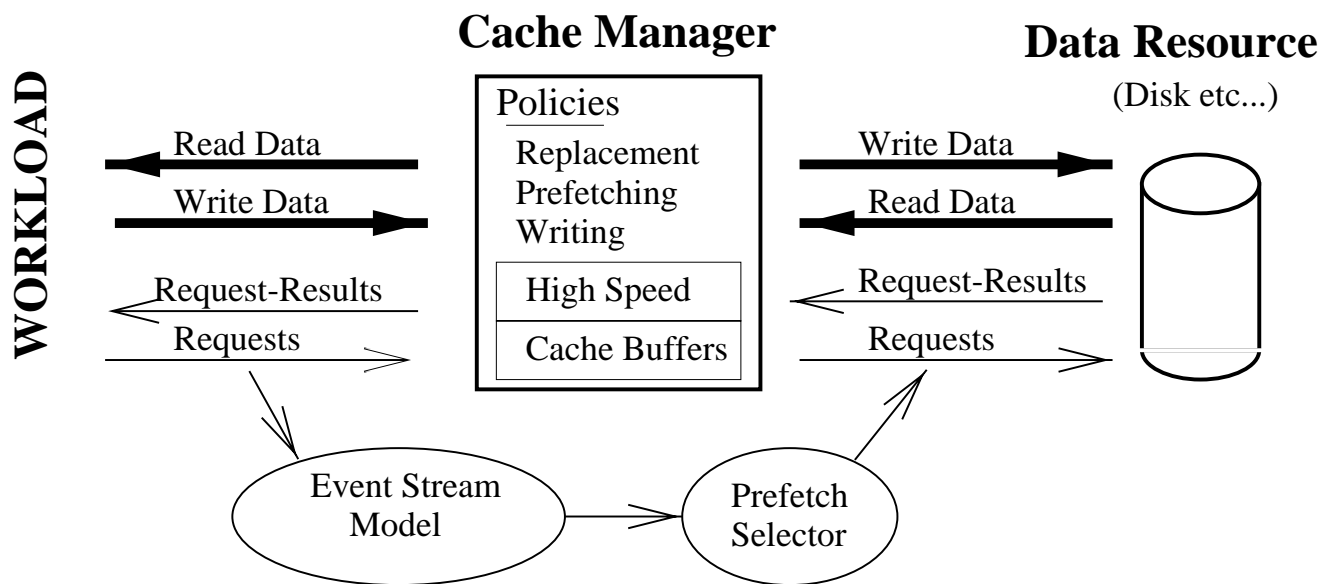 Cache Manager
Data Resource
(Disk etc...)
WORKLOAD
Read Data
Write Data
Request-Results
Requests
Policies
Replacement
Prefetching
Writing
High Speed
Cache Buffers
Write Data
Read Data
Request-Results
Requests
Event Stream
Model
Prefetch
Selector